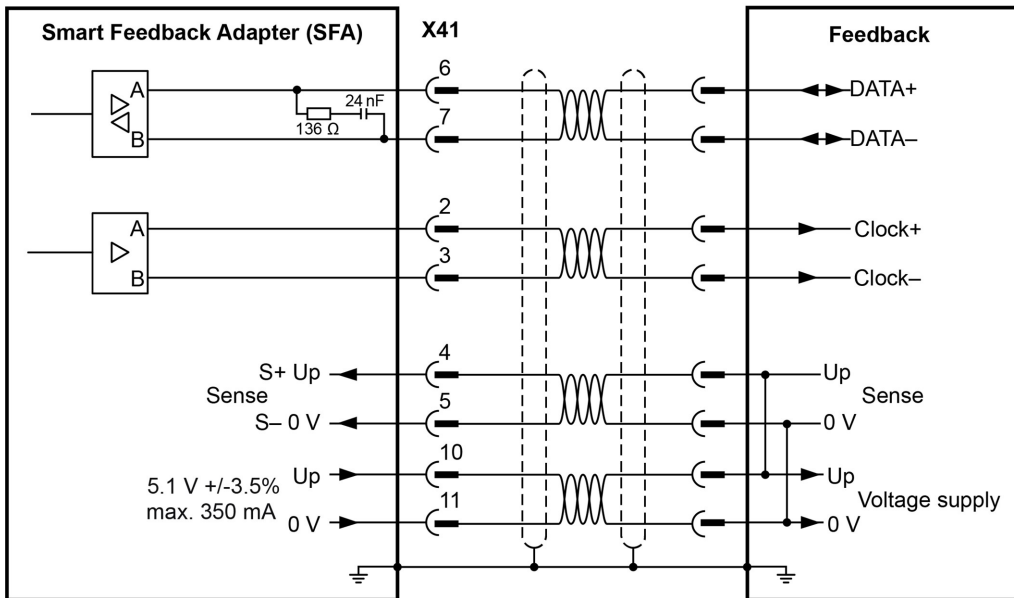 Smart Feedback Adapter (SFA)
X41
Feedback
6
A
24 nF
DATA+
136 Ω
7
B
DATA–
2
A
Clock+
3
B
Clock–
4
S+ Up
Up
Sense
Sense
5
S– 0 V
0 V
10
Up
Up
5.1 V +/-3.5%
max. 350 mA
Voltage supply
11
0 V
0 V